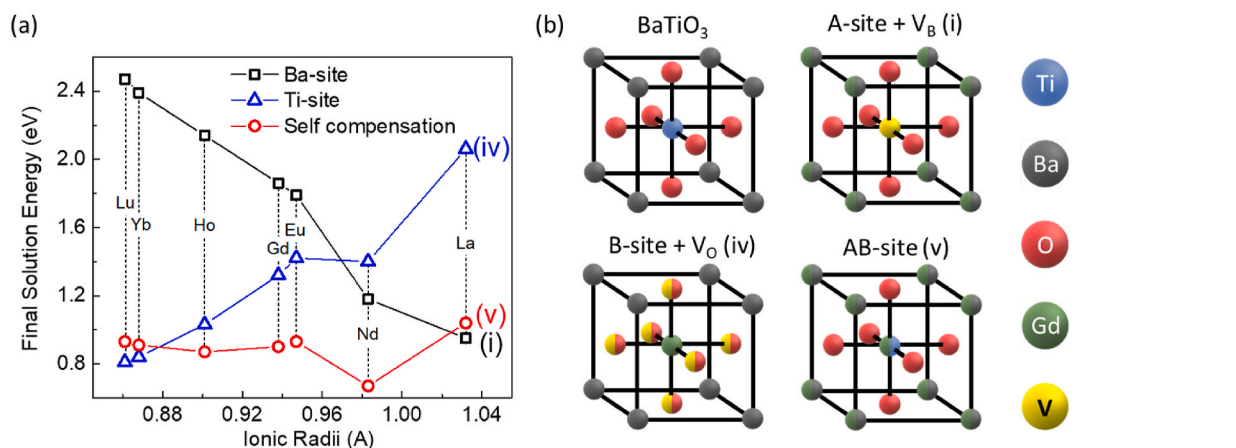 (a)
Final Solution Energy (eV)
2.4
2.0
1.6
1.2
0.8
Ba-site
Ti-site
Self compensation
Lu
Yb
Ho
Gd
Eu
Nd
La
(iv)
(v)
(i)
0.88 0.92 0.96 1.00 1.04
Ionic Radii (A)
(b)
BaTiO3
A-site + VB (i)
B-site + VO (iv)
AB-site (v)
Ti
Ba
O
Gd
V